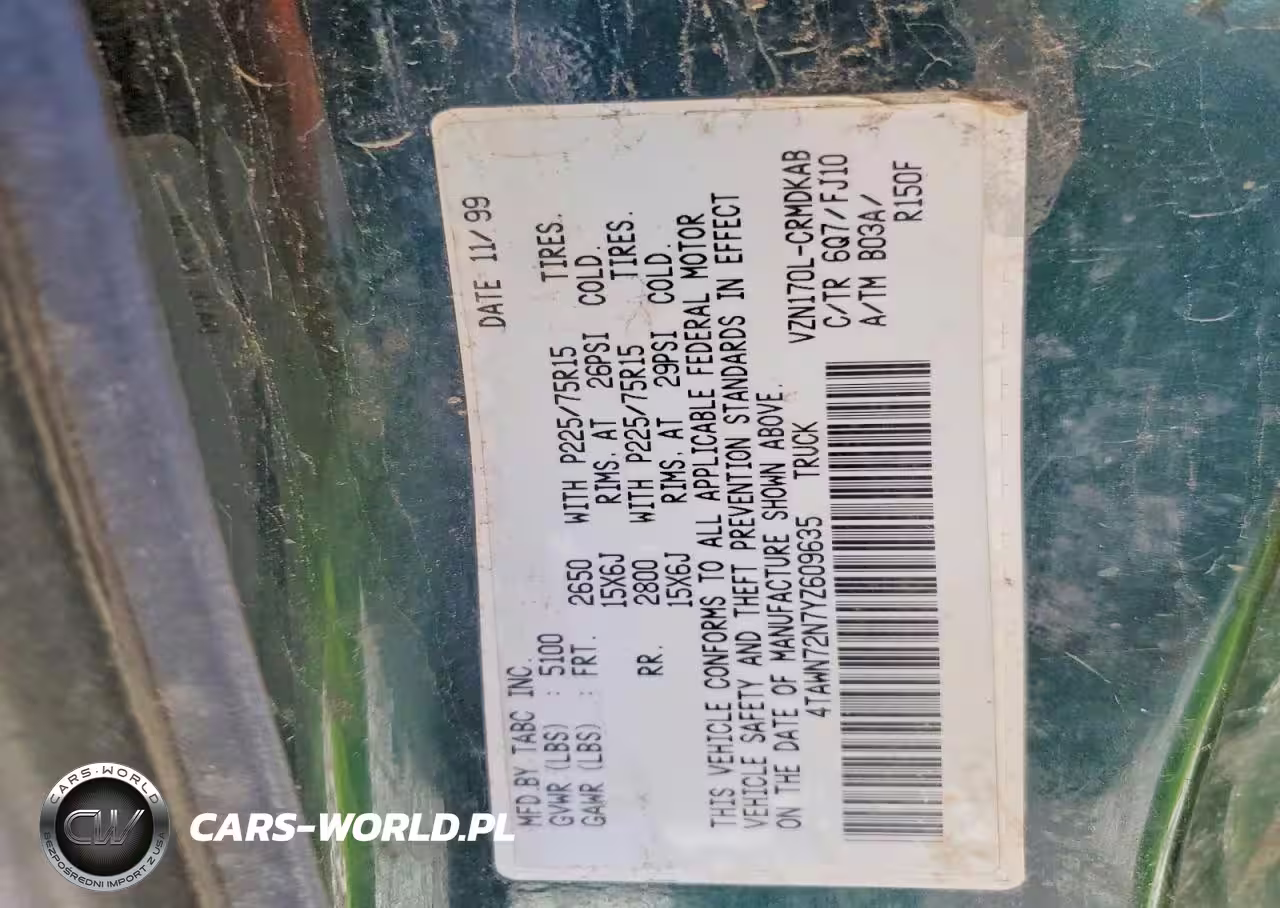 MFD.BY TABC INC. DATE 11/99
GVWR (LBS) : 5100
GAWR (LBS) : FRT. 2650 WITH P225/75R15 TIRES.
15X6J RIMS. AT 26PSI COLD.
RR. 2800 WITH P225/75R15 TIRES.
15X6J RIMS. AT 29PSI COLD.
THIS VEHICLE CONFORMS TO ALL APPLICABLE FEDERAL MOTOR
VEHICLE SAFETY AND THEFT PREVENTION STANDARDS IN EFFECT
ON THE DATE OF MANUFACTURE SHOWN ABOVE.
4TAWN72N7YZ609635 TRUCK
VZN170L-CRMDKAB
C/TR 6Q7/FJ10
A/TM B03A/
R150F
CARS-WORLD
CW
BEZPOŚREDNI IMPORT Z USA
CARS-WORLD.PL